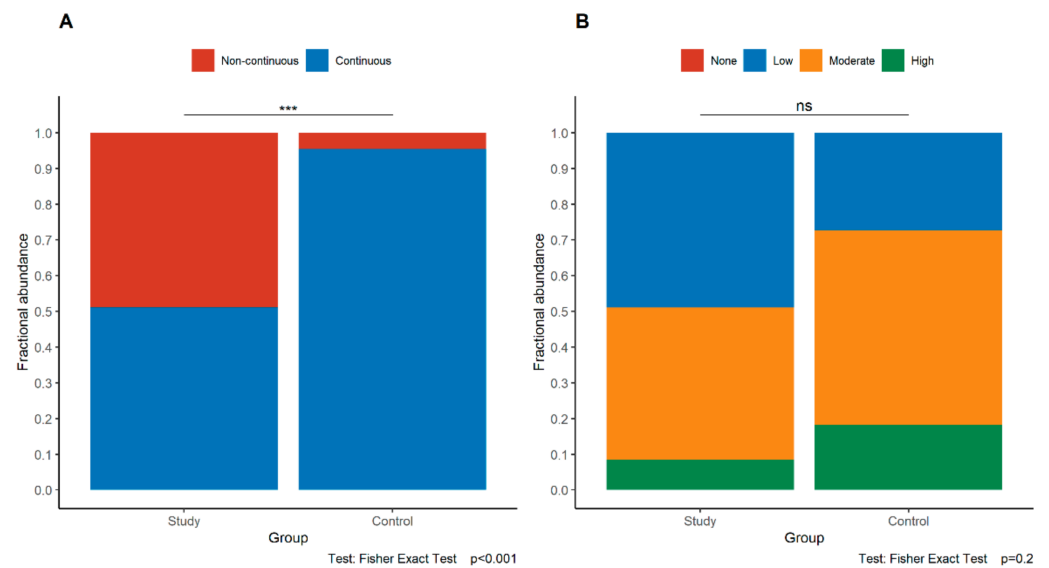 A
Non-continuous Continuous
***
1.0
0.9
0.8
0.7
0.6
0.5
0.4
0.3
0.2
0.1
0.0
Fractional abundance
Study Control
Group
Test: Fisher Exact Test p<0.001
B
None Low Moderate High
ns
1.0
0.9
0.8
0.7
0.6
0.5
0.4
0.3
0.2
0.1
0.0
Fractional abundance
Study Control
Group
Test: Fisher Exact Test p=0.2